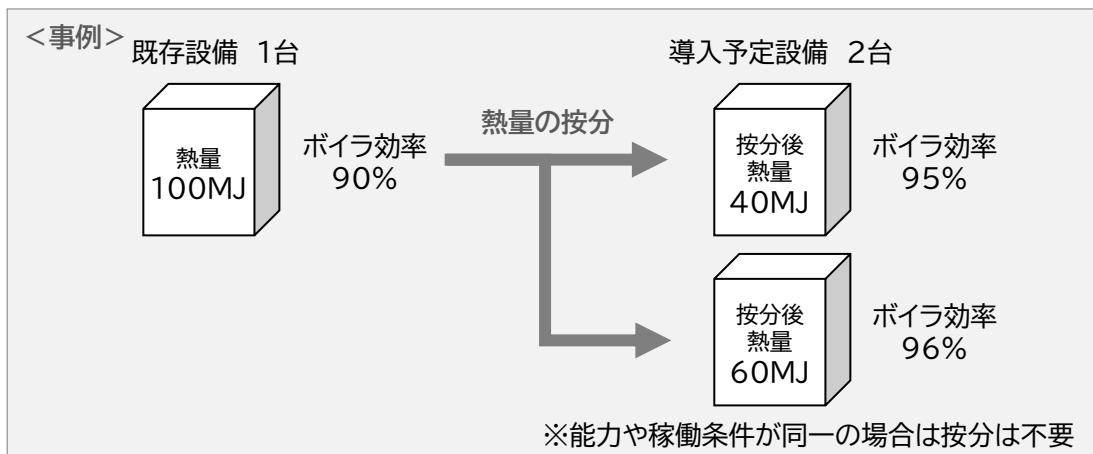 <事例>
既存設備 1台
熱量
100MJ
ボイラ効率
90%
熱量の按分
導入予定設備 2台
按分後
熱量
40MJ
ボイラ効率
95%
按分後
熱量
60MJ
ボイラ効率
96%
※能力や稼働条件が同一の場合は按分は不要